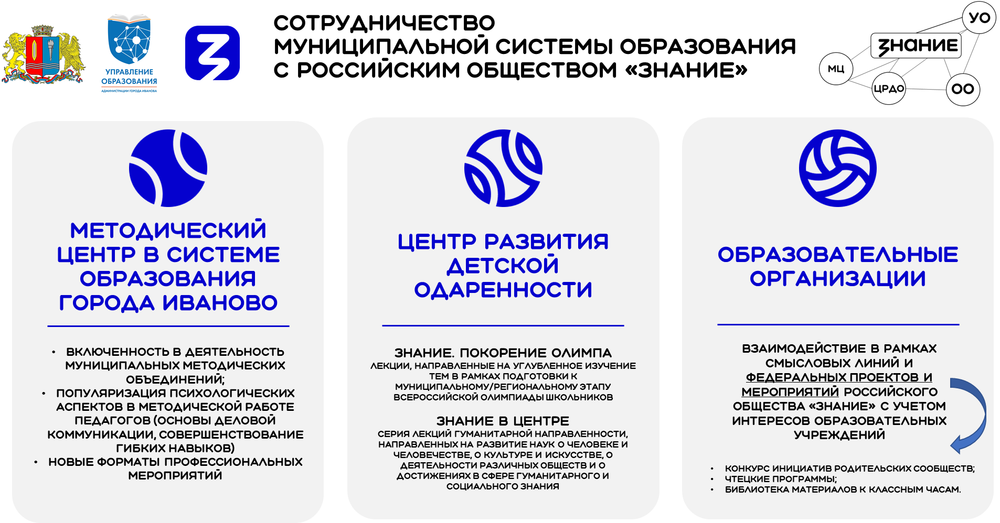 УПРАВЛЕНИЕ
ОБРАЗОВАНИЯ
АДМИНИСТРАЦИИ ГОРОДА ИВАНОВА
СОТРУДНИЧЕСТВО
МУНИЦИПАЛЬНОЙ СИСТЕМЫ ОБРАЗОВАНИЯ
С РОССИЙСКИМ ОБЩЕСТВОМ «ЗНАНИЕ»
УО
ЗНАНИЕ
МЦ
ЦРДО
ОО
МЕТОДИЧЕСКИЙ
ЦЕНТР В СИСТЕМЕ
ОБРАЗОВАНИЯ
ГОРОДА ИВАНОВО
• ВКЛЮЧЕННОСТЬ В ДЕЯТЕЛЬНОСТЬ
МУНИЦИПАЛЬНЫХ МЕТОДИЧЕСКИХ
ОБЪЕДИНЕНИЙ;
• ПОПУЛЯРИЗАЦИЯ ПСИХОЛОГИЧЕСКИХ
АСПЕКТОВ В МЕТОДИЧЕСКОЙ РАБОТЕ
ПЕДАГОГОВ (ОСНОВЫ ДЕЛОВОЙ
КОММУНИКАЦИИ, СОВЕРШЕНСТВОВАНИЕ
ГИБКИХ НАВЫКОВ)
• НОВЫЕ ФОРМАТЫ ПРОФЕССИОНАЛЬНЫХ
МЕРОПРИЯТИЙ
ЦЕНТР РАЗВИТИЯ
ДЕТСКОЙ
ОДАРЕННОСТИ
ЗНАНИЕ. ПОКОРЕНИЕ ОЛИМПА
ЛЕКЦИИ, НАПРАВЛЕННЫЕ НА УГЛУБЛЕННОЕ ИЗУЧЕНИЕ
ТЕМ В РАМКАХ ПОДГОТОВКИ К
МУНИЦИПАЛЬНОМУ/РЕГИОНАЛЬНОМУ ЭТАПУ
ВСЕРОССИЙСКОЙ ОЛИМПИАДЫ ШКОЛЬНИКОВ
ЗНАНИЕ В ЦЕНТРЕ
СЕРИЯ ЛЕКЦИЙ ГУМАНИТАРНОЙ НАПРАВЛЕННОСТИ,
НАПРАВЛЕННЫХ НА РАЗВИТИЕ НАУК О ЧЕЛОВЕКЕ И
ЧЕЛОВЕЧЕСТВЕ, О КУЛЬТУРЕ И ИСКУССТВЕ, О
ДЕЯТЕЛЬНОСТИ РАЗЛИЧНЫХ ОБЩЕСТВ И О
ДОСТИЖЕНИЯХ В СФЕРЕ ГУМАНИТАРНОГО И
СОЦИАЛЬНОГО ЗНАНИЯ
ОБРАЗОВАТЕЛЬНЫЕ
ОРГАНИЗАЦИИ
ВЗАИМОДЕЙСТВИЕ В РАМКАХ
СМЫСЛОВЫХ ЛИНИЙ И
ФЕДЕРАЛЬНЫХ ПРОЕКТОВ И
МЕРОПРИЯТИЙ РОССИЙСКОГО
ОБЩЕСТВА «ЗНАНИЕ» С УЧЕТОМ
ИНТЕРЕСОВ ОБРАЗОВАТЕЛЬНЫХ
УЧРЕЖДЕНИЙ
• КОНКУРС ИНИЦИАТИВ РОДИТЕЛЬСКИХ СООБЩЕСТВ;
• ЧТЕЦКИЕ ПРОГРАММЫ;
• БИБЛИОТЕКА МАТЕРИАЛОВ К КЛАССНЫМ ЧАСАМ.